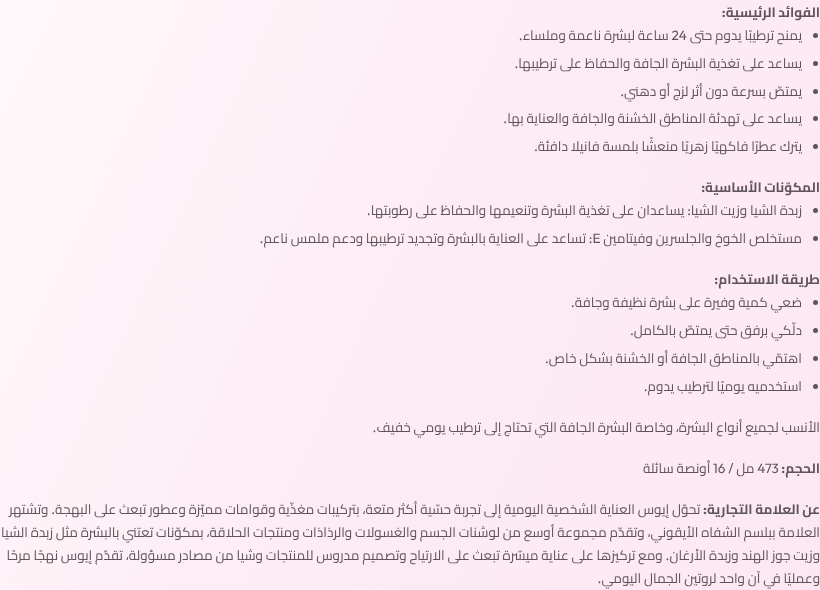 الفوائد الرئيسية:
• يمنح ترطيبًا يدوم حتى 24 ساعة لبشرة ناعمة وملساء.
• يساعد على تغذية البشرة الجافة والحفاظ على ترطيبها.
• يمتصّ بسرعة دون أثر لزج أو دهني.
• يساعد على تهدئة المناطق الخشنة والجافة والعناية بها.
• يترك عطرًا فاكهيًا زهريًا منعشًا بلمسة فانيلا دافئة.
المكوّنات الأساسية:
• زبدة الشيا وزيت الشيا: يساعدان على تغذية البشرة وتنعيمها والحفاظ على رطوبتها.
• مستخلص الخوخ والجلسرين وفيتامين E: تساعد على العناية بالبشرة وتجديد ترطيبها ودعم ملمس ناعم.
طريقة الاستخدام:
• ضعي كمية وفيرة على بشرة نظيفة وجافة.
• دلّكي برفق حتى يمتصّ بالكامل.
• اهتمّي بالمناطق الجافة أو الخشنة بشكل خاص.
• استخدميه يوميًا لترطيب يدوم.
الأنسب لجميع أنواع البشرة، وخاصة البشرة الجافة التي تحتاج إلى ترطيب يومي خفيف.
الحجم: 473 مل / 16 أونصة سائلة
عن العلامة التجارية: تحوّل إيوس العناية الشخصية اليومية إلى تجربة حسّية أكثر متعة، بتركيبات مغذّية وقوامات مميّزة وعطور تبعث على البهجة. وتشتهر
العلامة ببلسم الشفاه الأيقوني، وتقدّم مجموعة أوسع من لوشنات الجسم والغسولات والرذاذات ومنتجات الحلاقة، بمكوّنات تعتني بالبشرة مثل زبدة الشيا
وزيت جوز الهند وزبدة الأرغان. ومع تركيزها على عناية ميسّرة تبعث على الارتياح وتصميم مدروس للمنتجات وشيا من مصادر مسؤولة، تقدّم إيوس نهجًا مرحًا
وعمليًا في آن واحد لروتين الجمال اليومي.